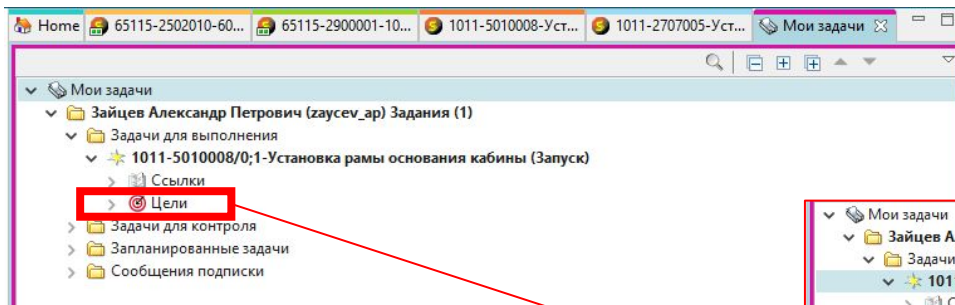 Home 65115-2502010-60... 65115-2900001-10... 1011-5010008-Уст... 1011-2707005-Уст... Мои задачи
Мои задачи
Зайцев Александр Петрович (zaycev_ap) Задания (1)
Задачи для выполнения
1011-5010008/0;1-Установка рамы основания кабины (Запуск)
Ссылки
Цели
Задачи для контроля
Запланированные задачи
Сообщения подписки
Мои задачи
Зайцев А
Задачи
101
С